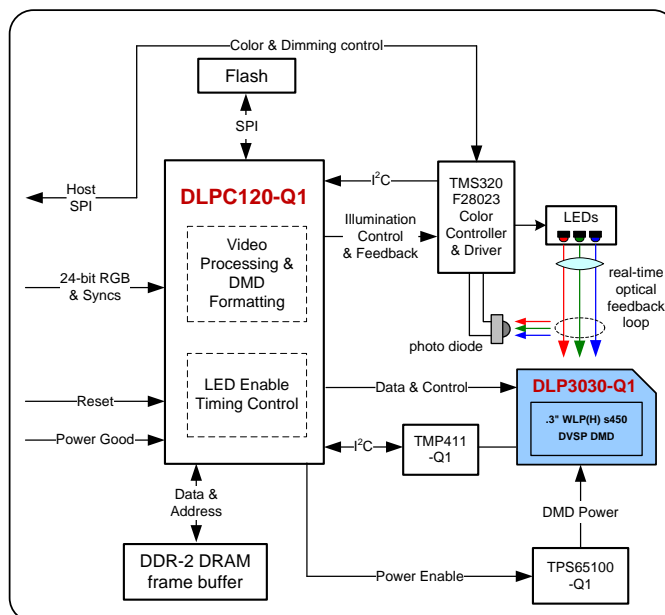 Color & Dimming control
Flash
SPI
Host
SPI
DLPC120-Q1
I²C
TMS320
F28023
Color
Controller
& Driver
LEDs
Illumination
Control
& Feedback
Video
Processing &
DMD
Formatting
24-bit RGB
& Syncs
real-time
optical
feedback
loop
photo diode
LED Enable
Timing Control
Data & Control
DLP3030-Q1
.3" WLP(H) s450
DVSP DMD
Reset
Power Good
I²C
TMP411
-Q1
Data &
Address
DMD Power
DDR-2 DRAM
frame buffer
Power Enable
TPS65100
-Q1